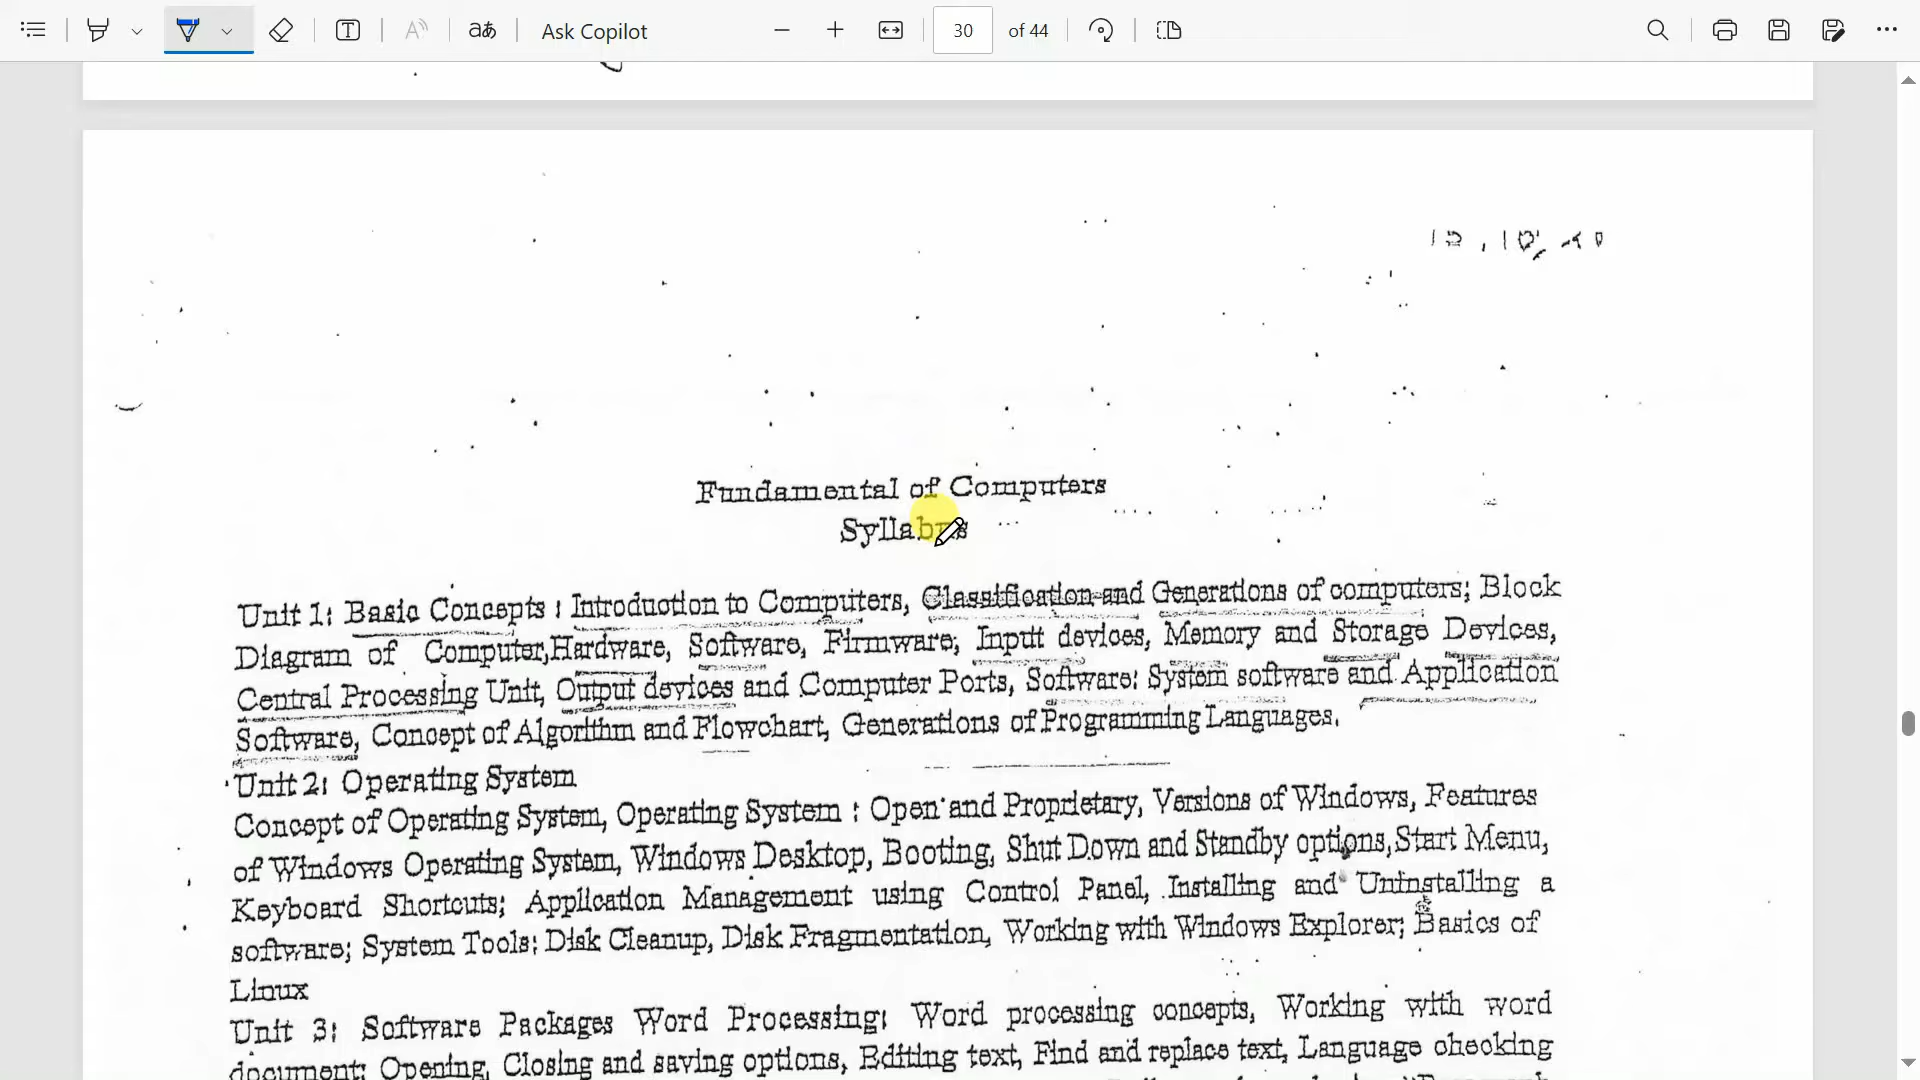 Ask Copilot
30 of 44
Fundamental of Computers
Syllabus
Unit 1: Basic Concepts : Introduction to Computers, Classification and Generations of computers; Block
Diagram of Computer, Hardware, Software, Firmware; Input devices, Memory and Storage Devices,
Central Processing Unit, Output devices and Computer Ports, Software: System software and Application
Software, Concept of Algorithm and Flowchart, Generations of Programming Languages.
Unit 2: Operating System
Concept of Operating System, Operating System : Open and Proprietary, Versions of Windows, Features
of Windows Operating System, Windows Desktop, Booting, Shut Down and Standby options, Start Menu,
Keyboard Shortcuts; Application Management using Control Panel, Installing and Uninstalling a
software; System Tools: Disk Cleanup, Disk Fragmentation, Working with Windows Explorer; Basics of
Linux
Unit 3: Software Packages Word Processing: Word processing concepts, Working with word
document: Opening, Closing and saving options, Editing text, Find and replace text, Language checking